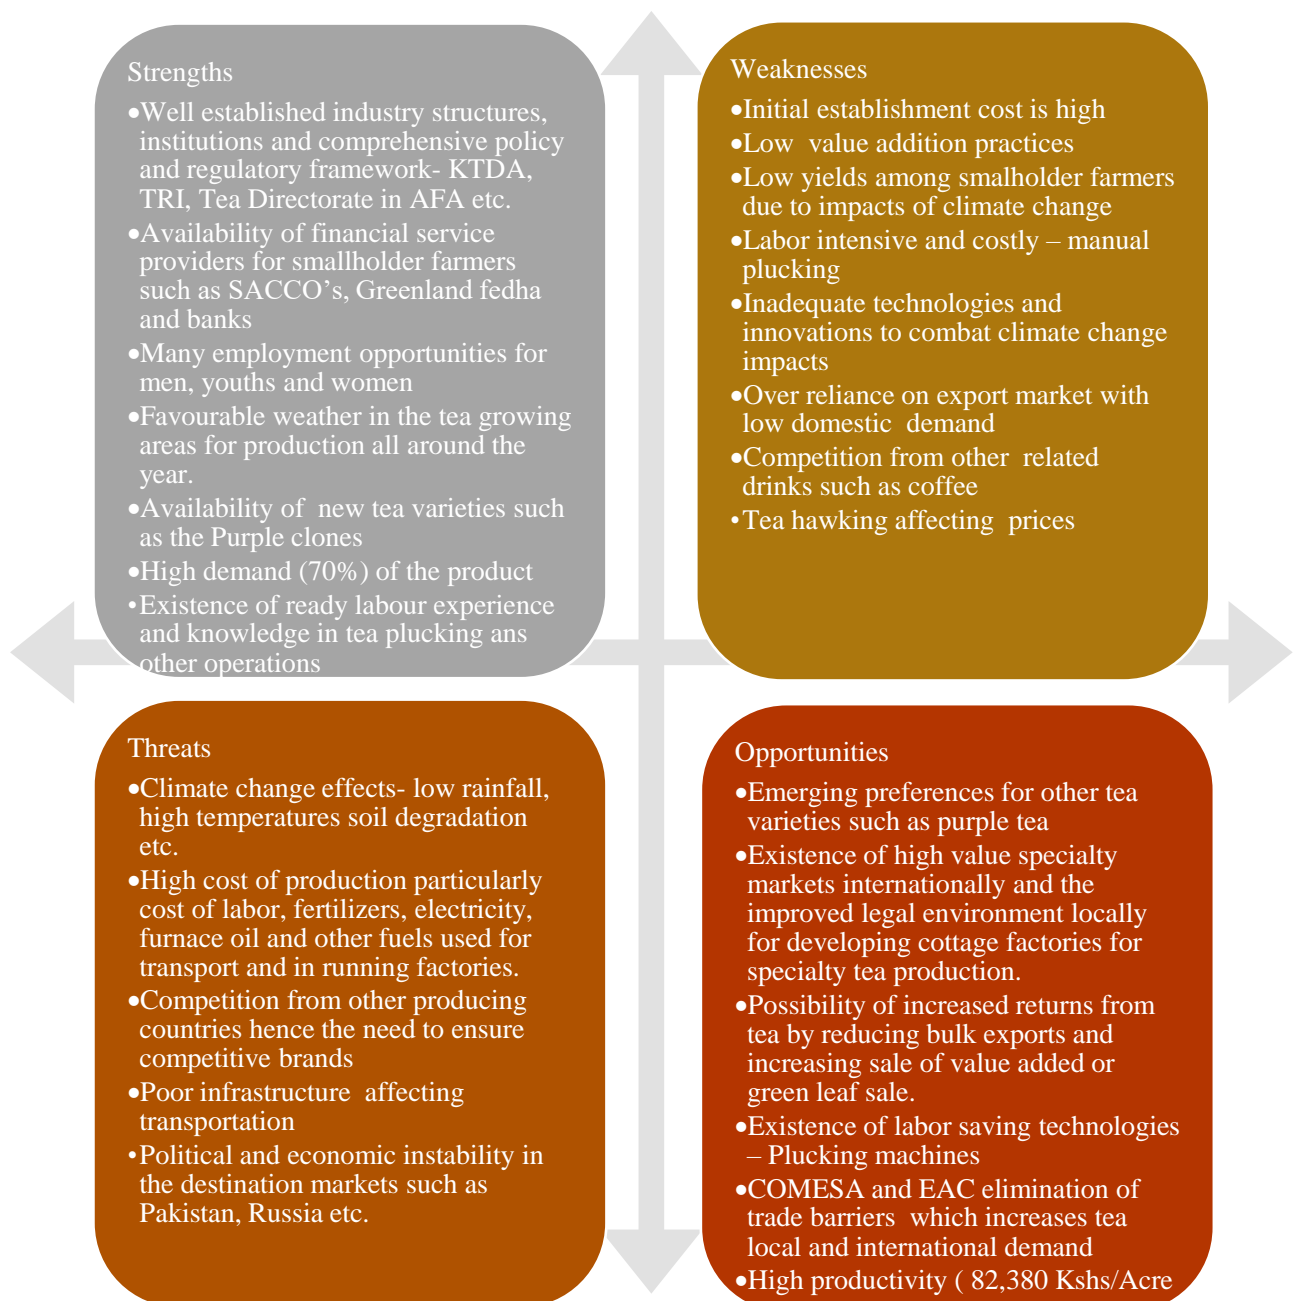 Strengths
•Well established industry structures,
institutions and comprehensive policy
and regulatory framework- KTDA,
TRI, Tea Directorate in AFA etc.
•Availability of financial service
providers for smallholder farmers
such as SACCO’s, Greenland fedha
and banks
•Many employment opportunities for
men, youths and women
•Favourable weather in the tea growing
areas for production all around the
year.
•Availability of new tea varieties such
as the Purple clones
•High demand (70%) of the product
•Existence of ready labour experience
and knowledge in tea plucking ans
other operations
Weaknesses
•Initial establishment cost is high
•Low value addition practices
•Low yields among smalholder farmers
due to impacts of climate change
•Labor intensive and costly – manual
plucking
•Inadequate technologies and
innovations to combat climate change
impacts
•Over reliance on export market with
low domestic demand
•Competition from other related
drinks such as coffee
•Tea hawking affecting prices
Threats
•Climate change effects- low rainfall,
high temperatures soil degradation
etc.
•High cost of production particularly
cost of labor, fertilizers, electricity,
furnace oil and other fuels used for
transport and in running factories.
•Competition from other producing
countries hence the need to ensure
competitive brands
•Poor infrastructure affecting
transportation
•Political and economic instability in
the destination markets such as
Pakistan, Russia etc.
Opportunities
•Emerging preferences for other tea
varieties such as purple tea
•Existence of high value specialty
markets internationally and the
improved legal environment locally
for developing cottage factories for
specialty tea production.
•Possibility of increased returns from
tea by reducing bulk exports and
increasing sale of value added or
green leaf sale.
•Existence of labor saving technologies
– Plucking machines
•COMESA and EAC elimination of
trade barriers which increases tea
local and international demand
•High productivity ( 82,380 Kshs/Acre